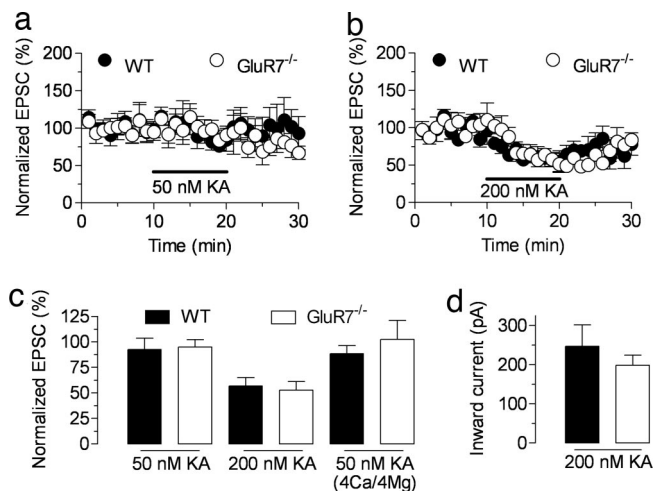 a
WT GluR7-/-
Normalized EPSC (%)
200
150
100
50
0
50 nM KA
0 10 20 30
Time (min)
b
WT GluR7-/-
Normalized EPSC (%)
200
150
100
50
0
200 nM KA
0 10 20 30
Time (min)
c
WT GluR7-/-
Normalized EPSC (%)
125
100
75
50
25
0
50 nM KA 200 nM KA 50 nM KA
(4Ca/4Mg)
d
Inward current (pA)
300
200
100
0
200 nM KA